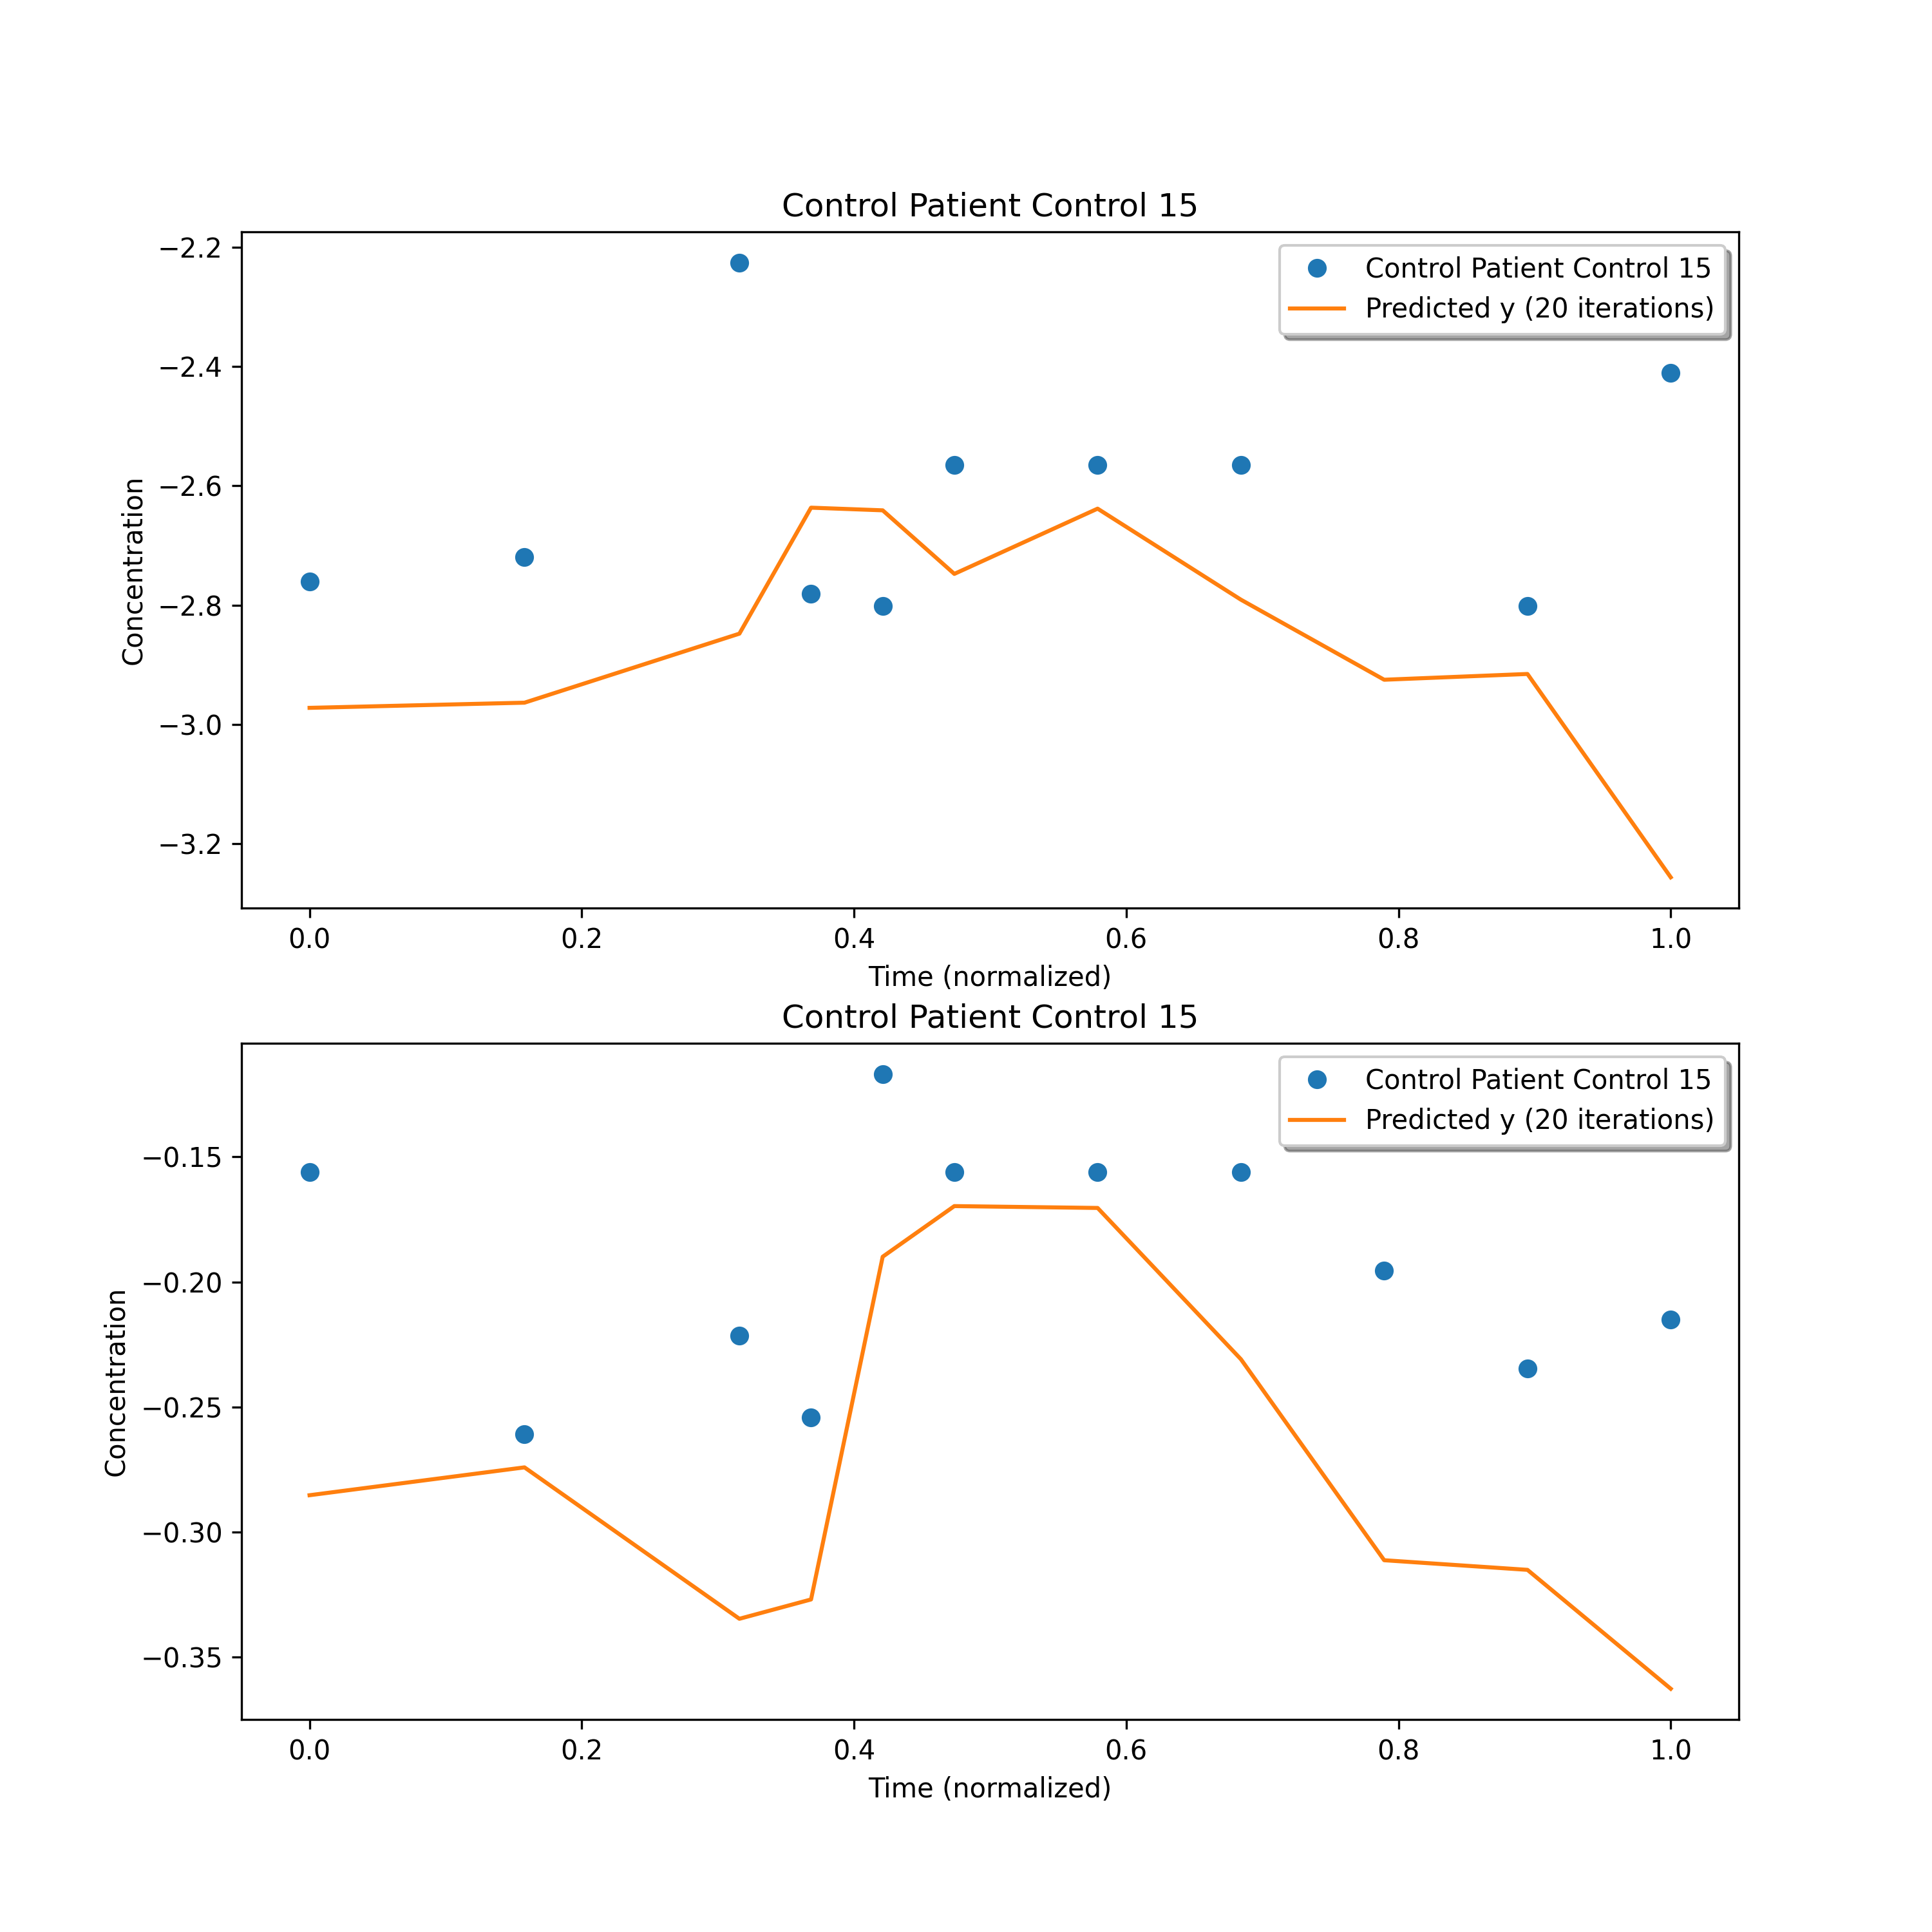 Control Patient Control 15
Control Patient Control 15
Predicted y (20 iterations)
−2.2
−2.4
−2.6
−2.8
−3.0
−3.2
Concentration
0.0 0.2 0.4 0.6 0.8 1.0
Time (normalized)
Control Patient Control 15
Control Patient Control 15
Predicted y (20 iterations)
−0.15
−0.20
−0.25
−0.30
−0.35
Concentration
0.0 0.2 0.4 0.6 0.8 1.0
Time (normalized)